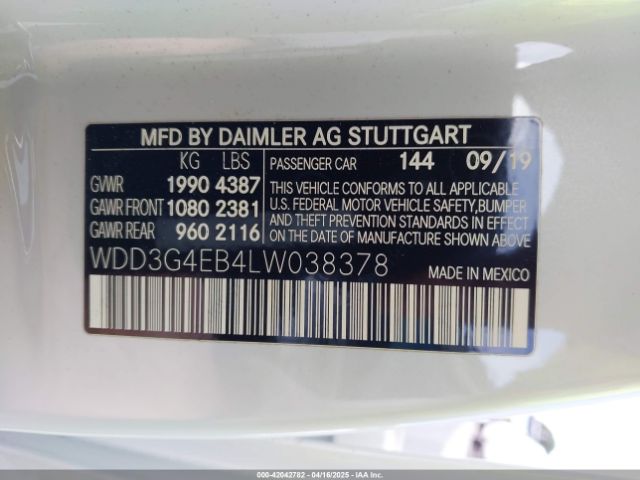 MFD BY DAIMLER AG STUTTGART
KG LBS
GVWR 1990 4387
GAWR FRONT 1080 2381
GAWR REAR 960 2116
PASSENGER CAR 144 09/19
THIS VEHICLE CONFORMS TO ALL APPLICABLE
U.S. FEDERAL MOTOR VEHICLE SAFETY,BUMPER
AND THEFT PREVENTION STANDARDS IN EFFECT
ON THE DATE OF MANUFACTURE SHOWN ABOVE
WDD3G4EB4LW038378
MADE IN MEXICO
000-42042782 - 04/16/2025 - IAA Inc.